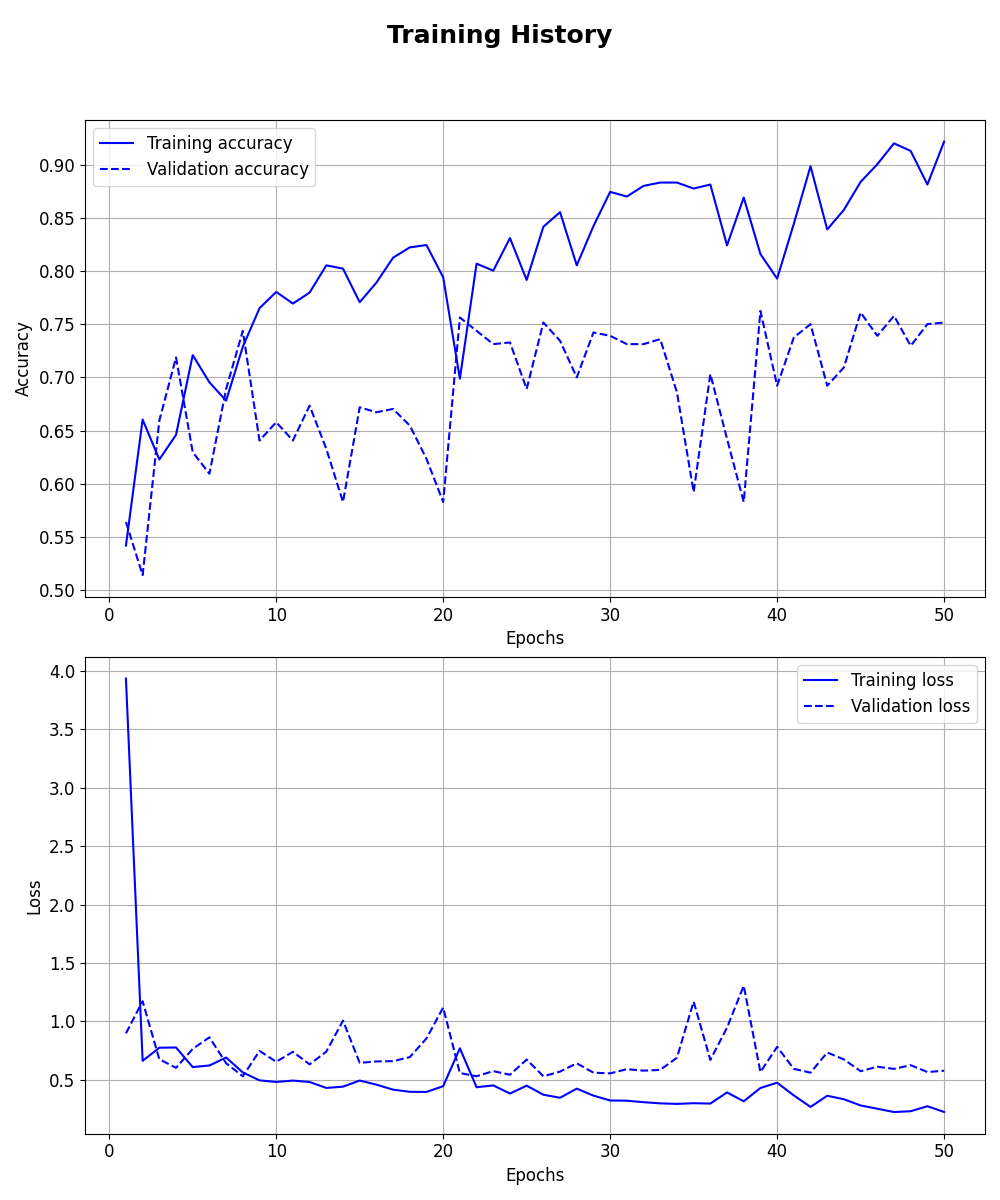 Training History
Training accuracy
Validation accuracy
0.90
0.85
0.80
0.75
0.70
0.65
0.60
0.55
0.50
Accuracy
0 10 20 30 40 50
Epochs
Training loss
Validation loss
4.0
3.5
3.0
2.5
2.0
1.5
1.0
0.5
Loss
0 10 20 30 40 50
Epochs